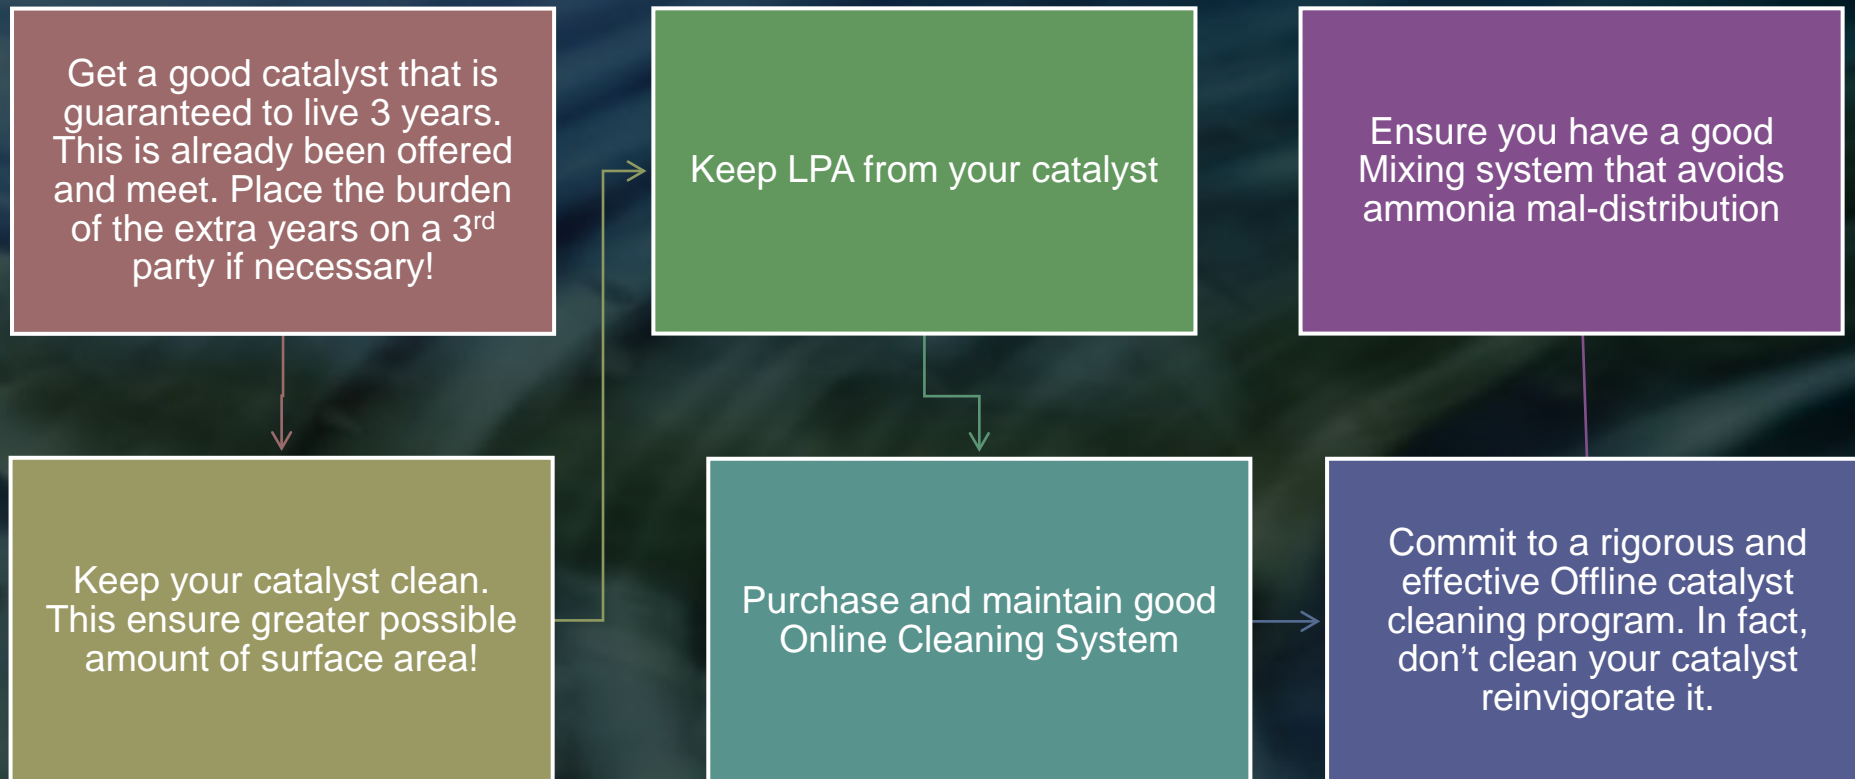 Get a good catalyst that is
guaranteed to live 3 years.
This is already been offered
and meet. Place the burden
of the extra years on a 3rd
party if necessary!
Keep your catalyst clean.
This ensure greater possible
amount of surface area!
Keep LPA from your catalyst
Purchase and maintain good
Online Cleaning System
Commit to a rigorous and
effective Offline catalyst
cleaning program. In fact,
don’t clean your catalyst
reinvigorate it.
Ensure you have a good
Mixing system that avoids
ammonia mal-distribution